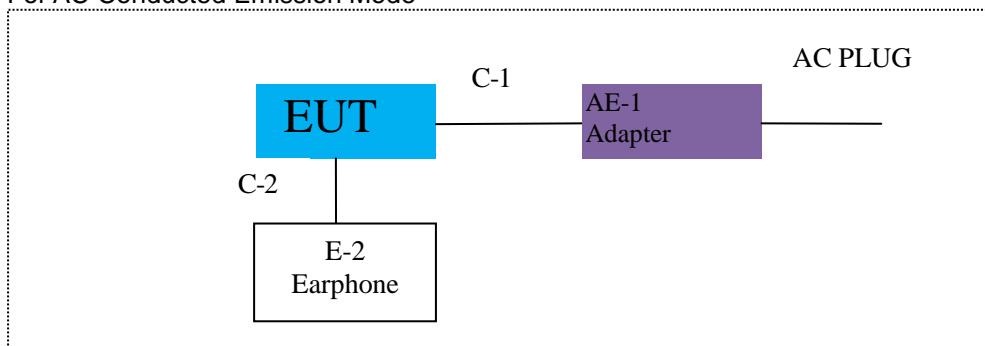 For AC Conducted Emission Mode
AC PLUG
C-1
EUT
AE-1
Adapter
C-2
E-2
Earphone